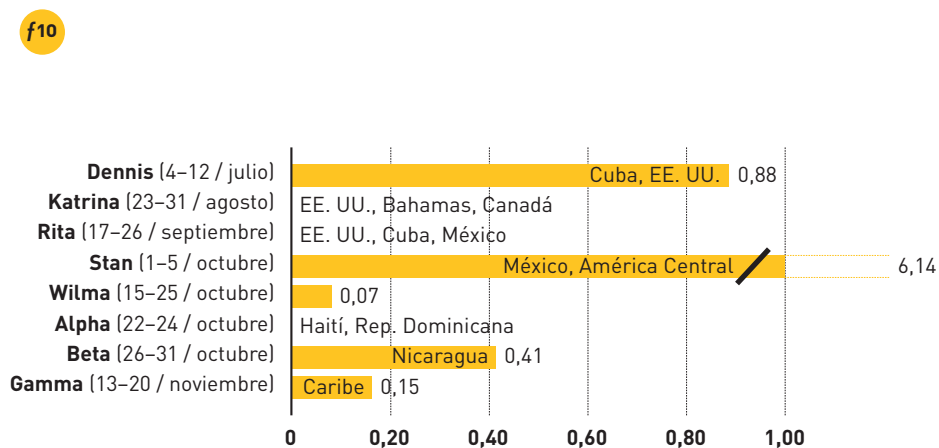 f10
Dennis (4–12 / julio) Cuba, EE. UU. 0,88
Katrina (23–31 / agosto) EE. UU., Bahamas, Canadá
Rita (17–26 / septiembre) EE. UU., Cuba, México
Stan (1–5 / octubre) México, América Central 6,14
Wilma (15–25 / octubre) 0,07
Alpha (22–24 / octubre) Haití, Rep. Dominicana
Beta (26–31 / octubre) Nicaragua 0,41
Gamma (13–20 / noviembre) Caribe 0,15
0 0,20 0,40 0,60 0,80 1,00